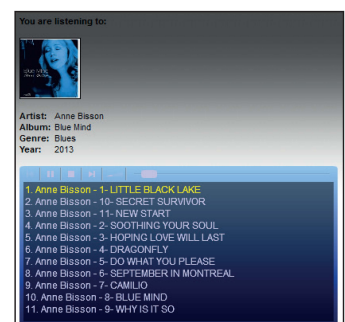 You are listening to:
BLUE MIND
Artist: Anne Bisson
Album: Blue Mind
Genre: Blues
Year: 2013
1. Anne Bisson - 1- LITTLE BLACK LAKE
2. Anne Bisson - 10- SECRET SURVIVOR
3. Anne Bisson - 11- NEW START
4. Anne Bisson - 2- SOOTHING YOUR SOUL
5. Anne Bisson - 3- HOPING LOVE WILL LAST
6. Anne Bisson - 4- DRAGONFLY
7. Anne Bisson - 5- DO WHAT YOU PLEASE
8. Anne Bisson - 6- SEPTEMBER IN MONTREAL
9. Anne Bisson - 7- CAMILIO
10. Anne Bisson - 8- BLUE MIND
11. Anne Bisson - 9- WHY IS IT SO